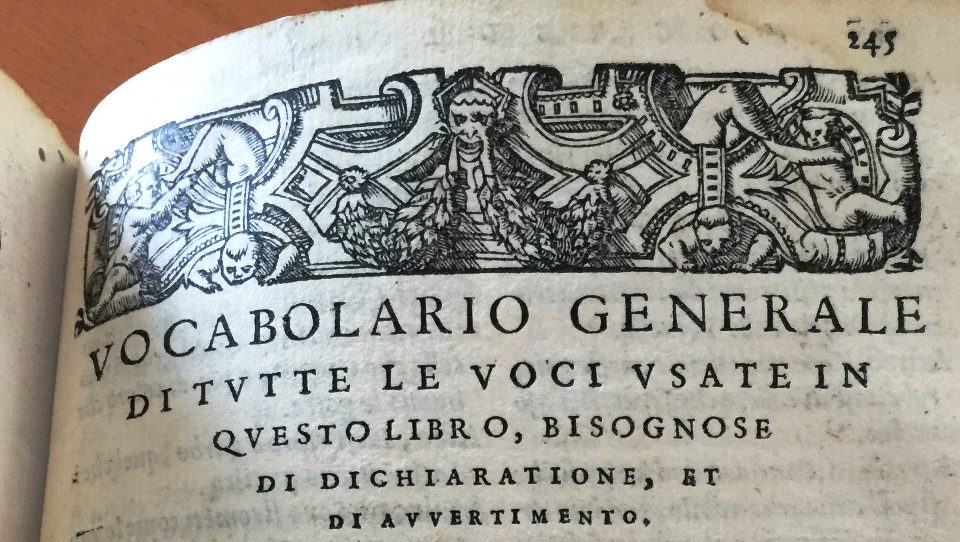 245
VOCABOLARIO GENERALE
DI TVTTE LE VOCI VSATE IN
QVESTO LIBRO, BISOGNOSE
DI DICHIARATIONE, ET
DI AVVERTIMENTO.